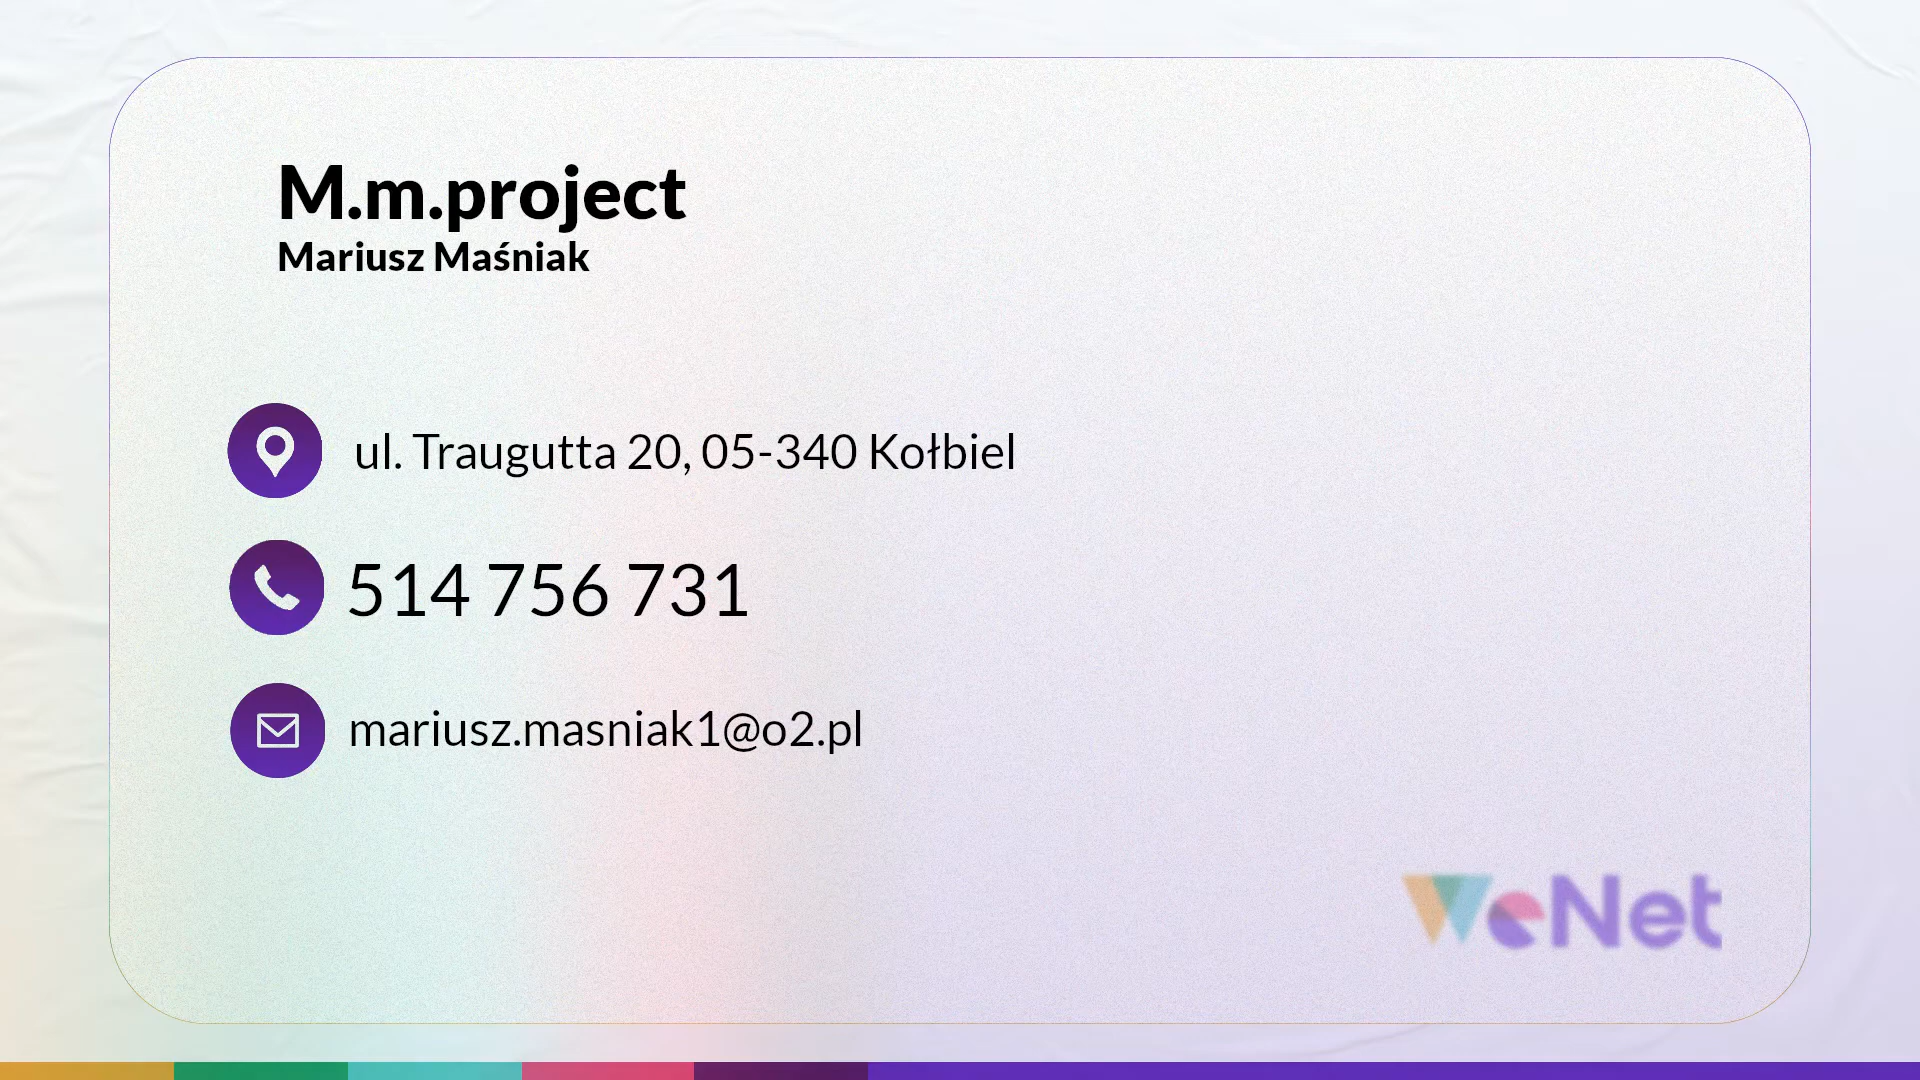 M.m.project
Mariusz Maśniak
ul. Traugutta 20, 05-340 Kołbiel
514 756 731
mariusz.masniak1@o2.pl
WeNet